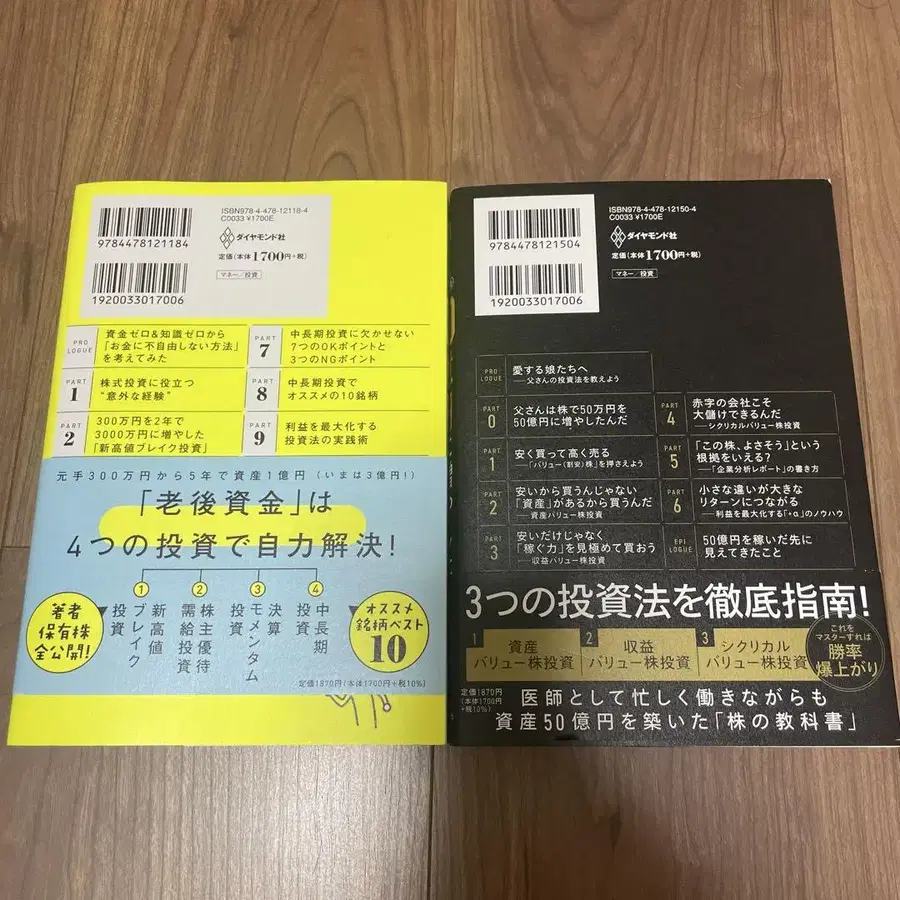 ISBN978-4-478-12118-4
C0033 ¥1700E
9784478121184
ダイヤモンド社
定価(本体1700円+税)
マネー/投資
1920033017006
PRO
LOGUE
資金ゼロ&知識ゼロから
「お金に不自由しない方法」
を考えてみた
PART
1
株式投資に役立つ
“意外な経験”
PART
2
300万円を2年で
3000万円に増やした
「新高値ブレイク投資」
PART
7
中長期投資に欠かせない
7つのOKポイントと
3つのNGポイント
PART
8
中長期投資で
オススメの10銘柄
PART
9
利益を最大化する
投資法の実践術
元手300万円から5年で資産1億円(いまは3億円!)
「老後資金」は
4つの投資で自力解決!
1
新高値
ブレイク
投資
2
株主優待
需給投資
3
決算
モメンタム
投資
4
中長期
投資
著者
保有株
全公開!
オススメ
銘柄ベスト
10
定価1870円(本体1700円+税10%)
ISBN978-4-478-12150-4
C0033 ¥1700E
9784478121504
ダイヤモンド社
定価(本体1700円+税)
マネー/投資
1920033017006
PRO
LOGUE
愛する娘たちへ
——父さんの投資法を教えよう
PART
0
父さんは株で50万円を
50億円に増やしたんだ
PART
1
安く買って高く売る
——「バリュー(割安)株」を押さえよう
PART
2
安いから買うんじゃない
「資産」があるから買うんだ
——資産バリュー株投資
PART
3
安いだけじゃなく
「稼ぐ力」を見極めて買おう
——収益バリュー株投資
PART
4
赤字の会社こそ
大儲けできるんだ
——シクリカルバリュー株投資
PART
5
「この株、よさそう」という
根拠をいえる?
——「企業分析レポート」の書き方
PART
6
小さな違いが大きな
リターンにつながる
——利益を最大化する「+α」のノウハウ
EPI
LOGUE
50億円を稼いだ先に
見えてきたこと
3つの投資法を徹底指南!
1
資産
バリュー株投資
2
収益
バリュー株投資
3
シクリカル
バリュー株投資
これを
マスターすれば
勝率
爆上がり
定価1870円
(本体1700円
+税10%)
医師として忙しく働きながらも
資産50億円を築いた「株の教科書」